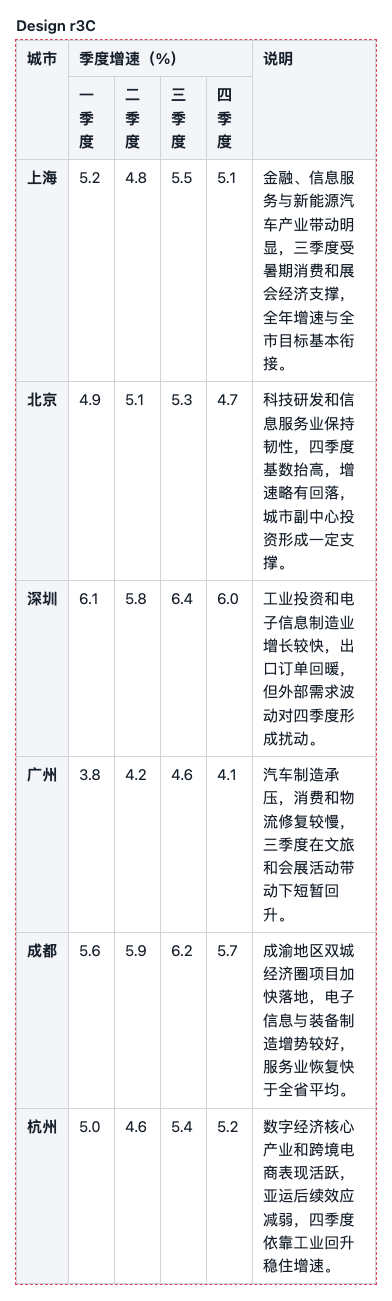 Design r3C
城市 季度增速（%） 说明
一季度 二季度 三季度 四季度
上海 5.2 4.8 5.5 5.1 金融、信息服
务与新能源汽
车产业带动明
显，三季度受
暑期消费和展
会经济支撑，
全年增速与全
市目标基本衔
接。
北京 4.9 5.1 5.3 4.7 科技研发和信
息服务业保持
韧性，四季度
基数抬高，增
速略有回落，
城市副中心投
资形成一定支
撑。
深圳 6.1 5.8 6.4 6.0 工业投资和电
子信息制造业
增长较快，出
口订单回暖，
但外部需求波
动对四季度形
成扰动。
广州 3.8 4.2 4.6 4.1 汽车制造承
压，消费和物
流修复较慢，
三季度在文旅
和会展活动带
动下短暂回
升。
成都 5.6 5.9 6.2 5.7 成渝地区双城
经济圈项目加
快落地，电子
信息与装备制
造增势较好，
服务业恢复快
于全省平均。
杭州 5.0 4.6 5.4 5.2 数字经济核心
产业和跨境电
商表现活跃，
亚运后续效应
减弱，四季度
依靠工业回升
稳住增速。